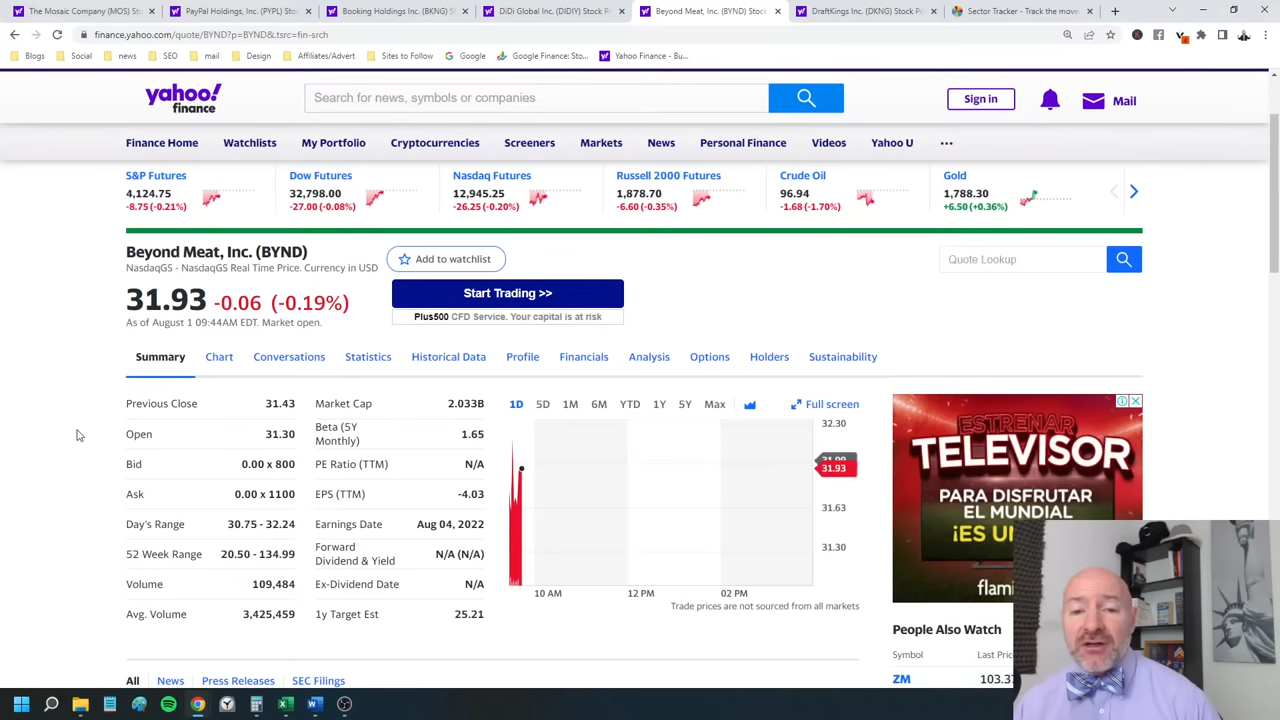 The Mosaic Company (MOS) Stoc
PayPal Holdings, Inc. (PYPL) Sto
Booking Holdings Inc. (BKNG) S
DiDi Global Inc. (DIDIY) Stock P
Beyond Meat, Inc. (BYND) Stock
DraftKings Inc. (DKNG) Stock P
Sector Tracker - Track the move
finance.yahoo.com/quote/BYND?p=BYND&.tsrc=fin-srch
Blogs
Social
news
SEO
mail
Design
Affiliates/Advert
Sites to Follow
Google
Google Finance: Sto...
Yahoo Finance - Bu...
yahoo!
finance
Search for news, symbols or companies
Sign in
Mail
Finance Home
Watchlists
My Portfolio
Cryptocurrencies
Screeners
Markets
News
Personal Finance
Videos
Yahoo U
S&P Futures
4,124.75
-8.75 (-0.21%)
Dow Futures
32,798.00
-27.00 (-0.08%)
Nasdaq Futures
12,945.25
-26.25 (-0.20%)
Russell 2000 Futures
1,878.70
-6.60 (-0.35%)
Crude Oil
96.94
-1.68 (-1.70%)
Gold
1,788.30
+6.50 (+0.36%)
Beyond Meat, Inc. (BYND)
NasdaqGS - NasdaqGS Real Time Price. Currency in USD
Add to watchlist
Quote Lookup
31.93 -0.06 (-0.19%)
As of August 1 09:44AM EDT. Market open.
Start Trading >>
Plus500 CFD Service. Your capital is at risk
Summary
Chart
Conversations
Statistics
Historical Data
Profile
Financials
Analysis
Options
Holders
Sustainability
Previous Close 31.43
Open 31.30
Bid 0.00 x 800
Ask 0.00 x 1100
Day's Range 30.75 - 32.24
52 Week Range 20.50 - 134.99
Volume 109,484
Avg. Volume 3,425,459
Market Cap 2.033B
Beta (5Y
Monthly) 1.65
PE Ratio (TTM) N/A
EPS (TTM) -4.03
Earnings Date Aug 04, 2022
Forward
Dividend & Yield N/A (N/A)
Ex-Dividend Date N/A
1y Target Est 25.21
1D 5D 1M 6M YTD 1Y 5Y Max
Full screen
32.30
31.99
31.93
31.63
31.30
10 AM
12 PM
02 PM
Trade prices are not sourced from all markets
ESTRENAR
TELEVISOR
PARA DISFRUTAR
EL MUNDIAL
¡ES U
flam
People Also Watch
Symbol
Last Pric
ZM
103.3
All
News
Press Releases
SEC Filings